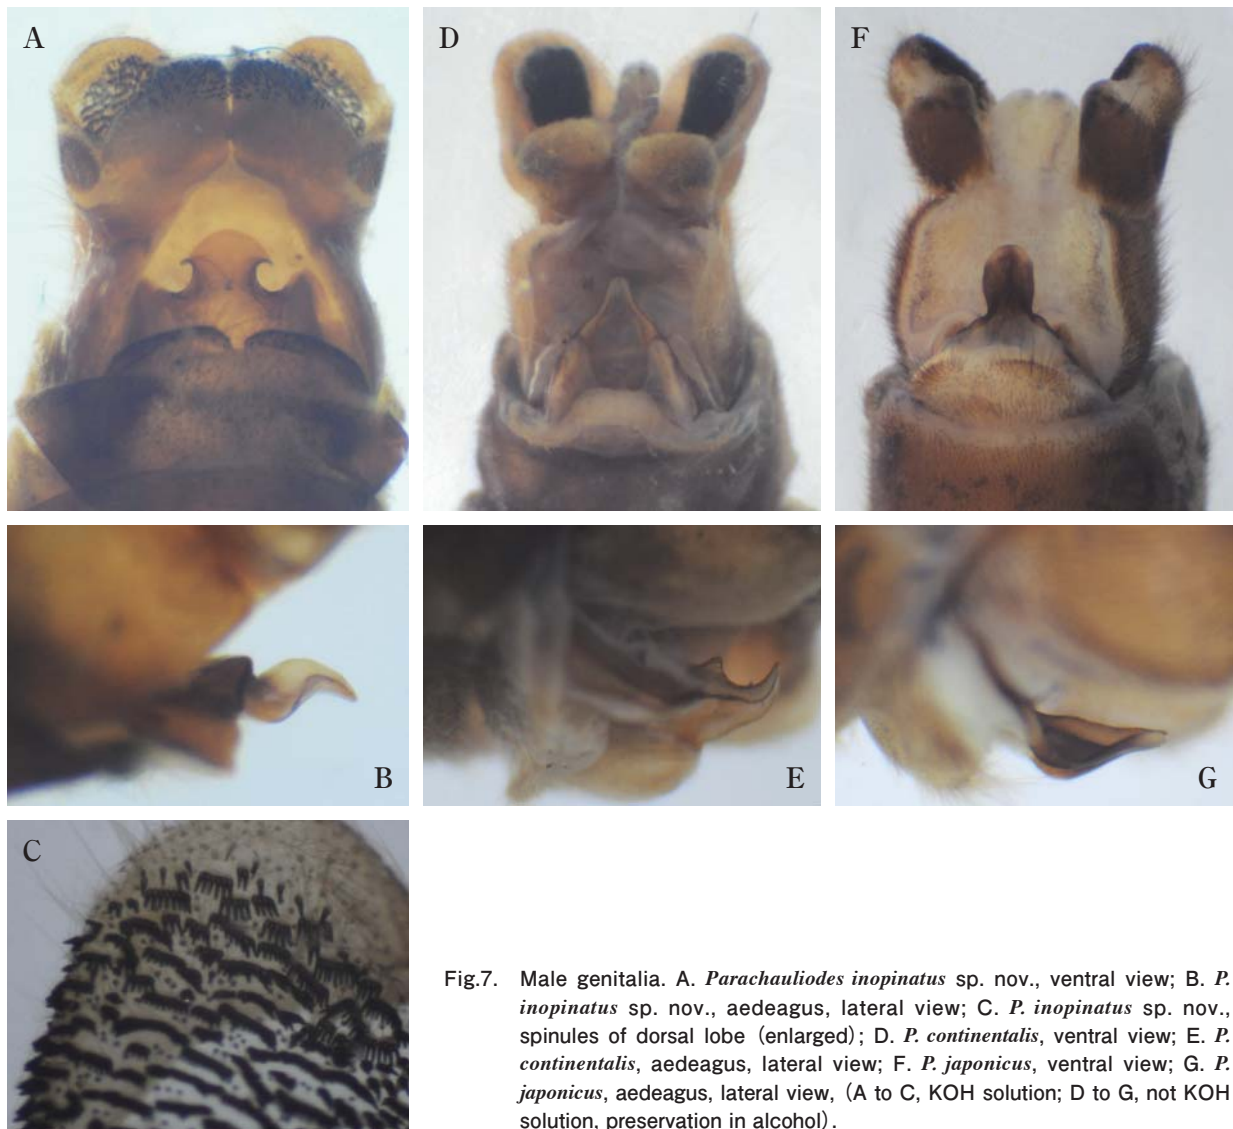 A
D
F
B
E
G
C
Fig.7. Male genitalia. A. Parachauliodes inopinatus sp. nov., ventral view; B. P.
inopinatus sp. nov., aedeagus, lateral view; C. P. inopinatus sp. nov.,
spinules of dorsal lobe (enlarged); D. P. continentalis, ventral view; E. P.
continentalis, aedeagus, lateral view; F. P. japonicus, ventral view; G. P.
japonicus, aedeagus, lateral view, (A to C, KOH solution; D to G, not KOH
solution, preservation in alcohol).